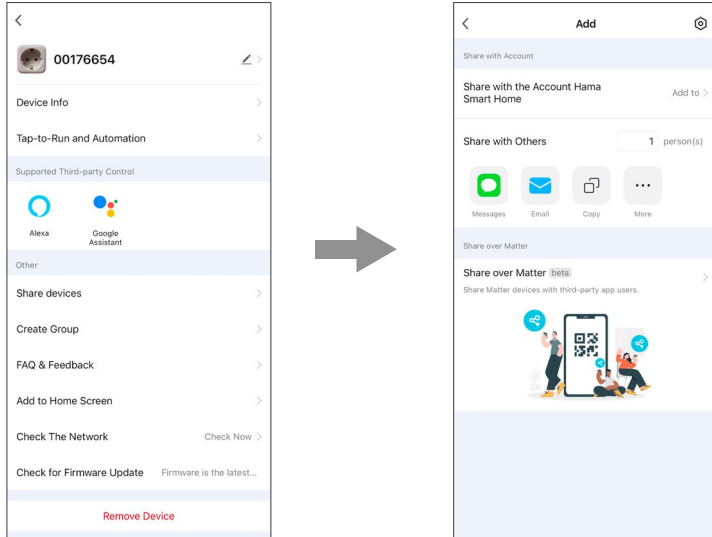 00176654
Device Info
Tap-to-Run and Automation
Supported Third-party Control
Alexa
Google
Assistant
Other
Share devices
Create Group
FAQ & Feedback
Add to Home Screen
Check The Network Check Now
Check for Firmware Update Firmware is the latest...
Remove Device
Add
Share with Account
Share with the Account Hama
Smart Home
Add to
Share with Others 1 person(s)
Messages Email Copy More
Share over Matter
Share over Matter beta
Share Matter devices with third-party app users.